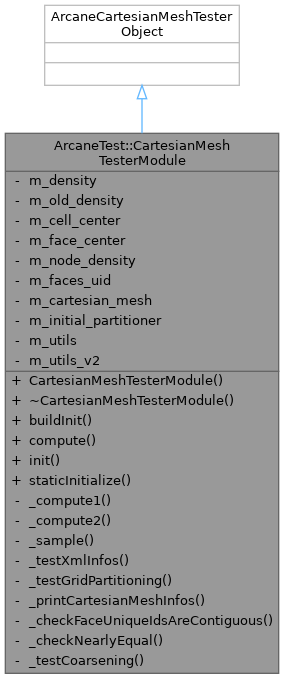 ArcaneCartesianMeshTester
Object
ArcaneTest::CartesianMesh
TesterModule
- m_density
- m_old_density
- m_cell_center
- m_face_center
- m_node_density
- m_faces_uid
- m_cartesian_mesh
- m_initial_partitioner
- m_utils
- m_utils_v2
+ CartesianMeshTesterModule()
+ ~CartesianMeshTesterModule()
+ buildInit()
+ compute()
+ init()
+ staticInitialize()
- _compute1()
- _compute2()
- _sample()
- _testXmlInfos()
- _testGridPartitioning()
- _printCartesianMeshInfos()
- _checkFaceUniqueIdsAreContiguous()
- _checkNearlyEqual()
- _testCoarsening()